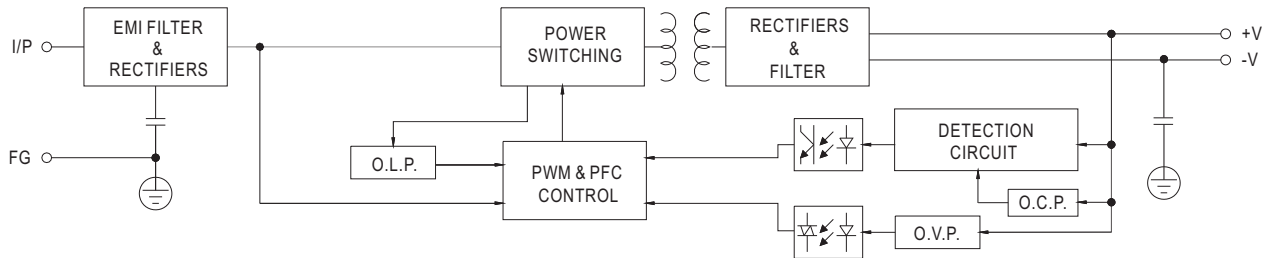 I/P
EMI FILTER
&
RECTIFIERS
POWER
SWITCHING
RECTIFIERS
&
FILTER
+V
-V
FG
O.L.P.
PWM & PFC
CONTROL
DETECTION
CIRCUIT
O.C.P.
O.V.P.